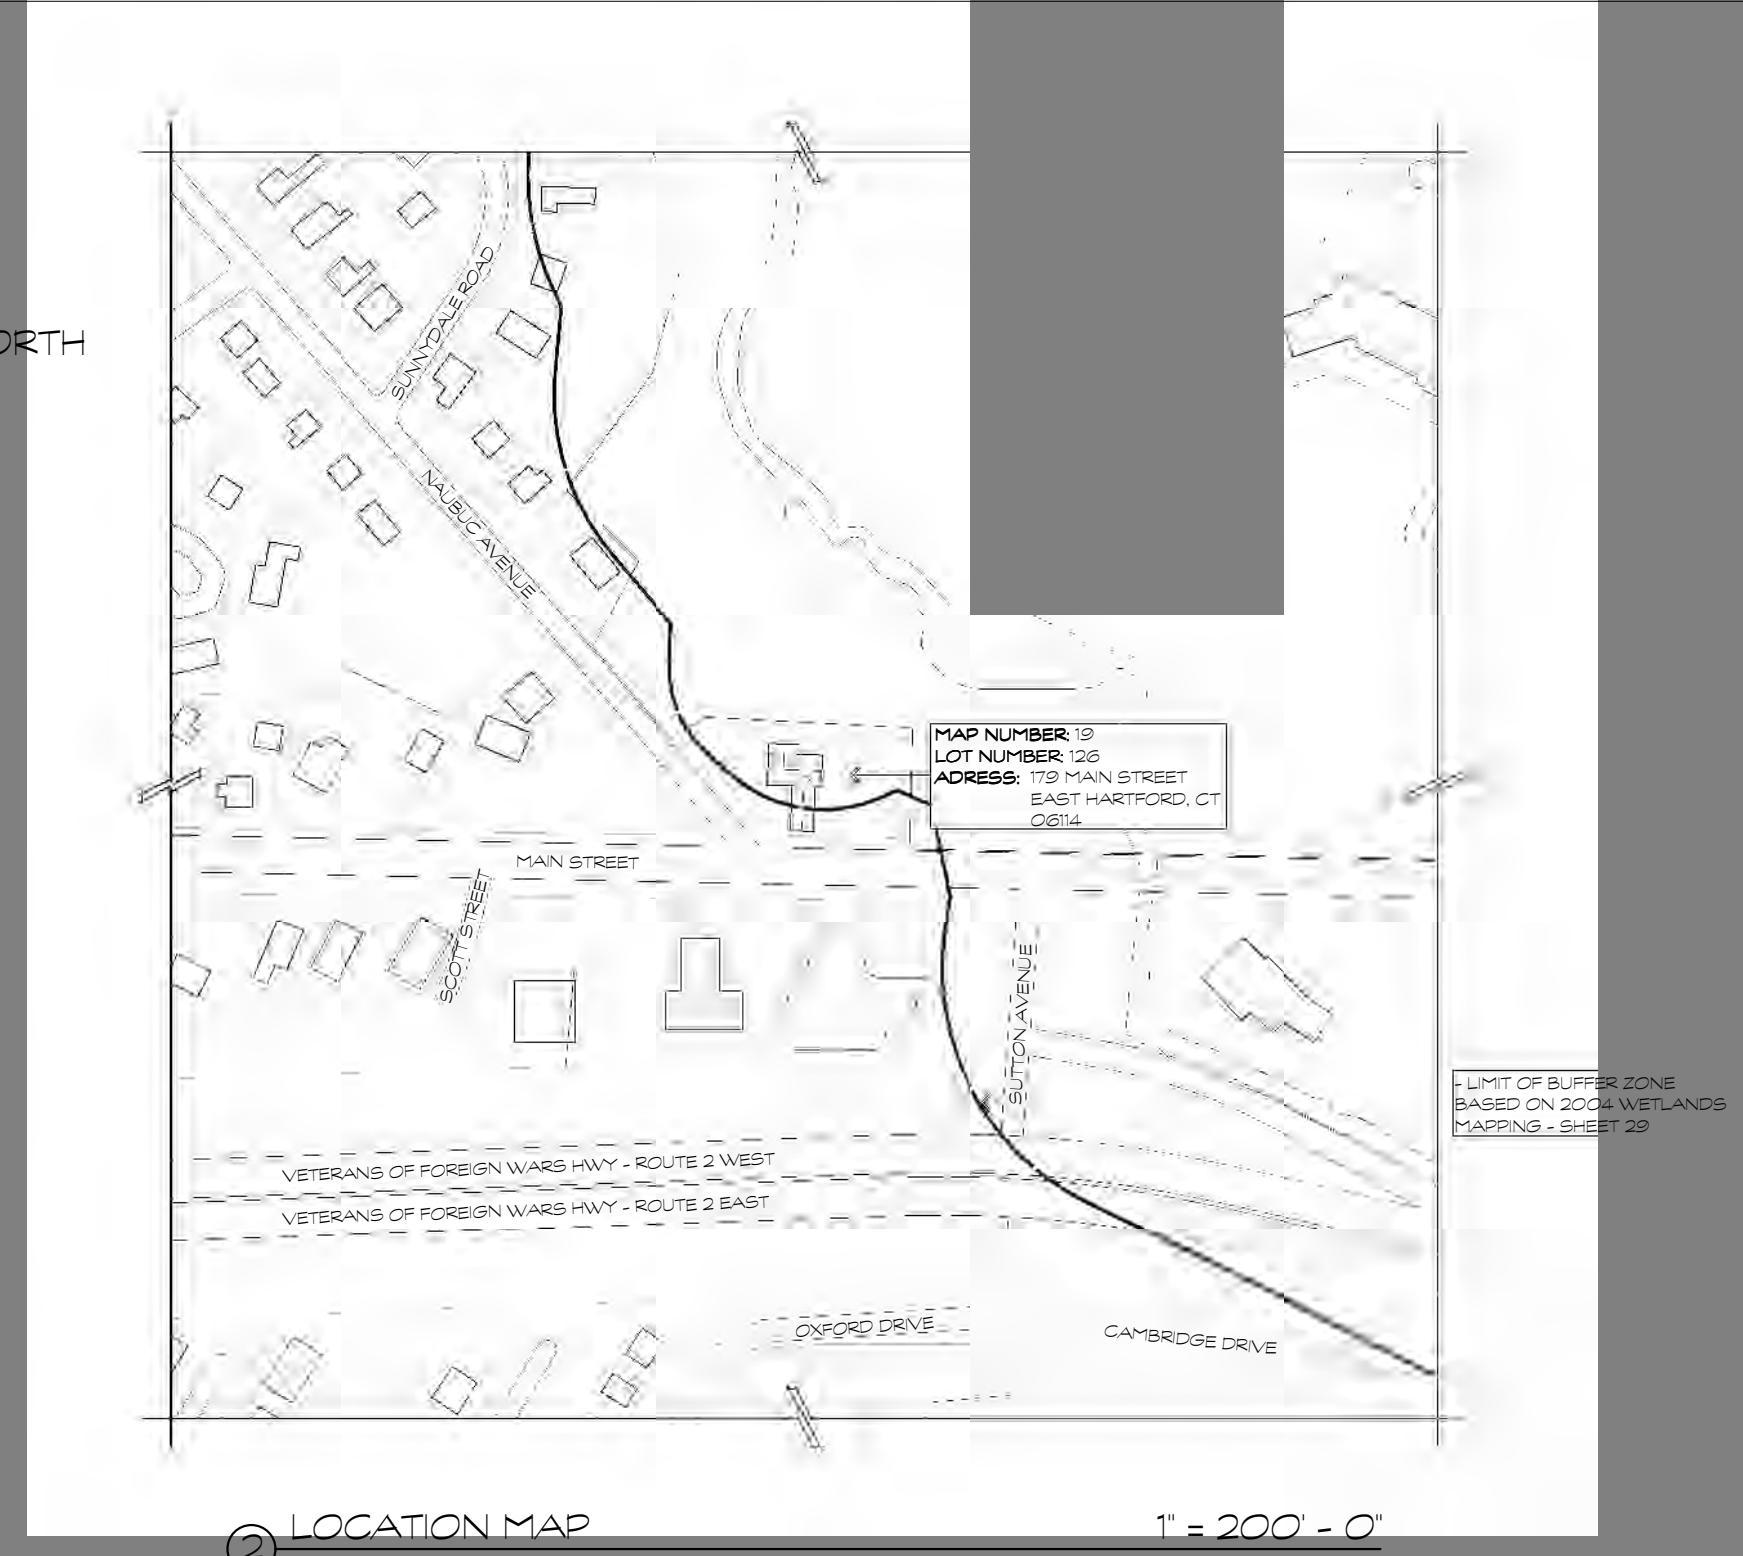 ORTH
SUNNYDALE ROAD
NAUBUC AVENUE
MAP NUMBER: 19
LOT NUMBER: 126
ADRESS: 179 MAIN STREET
EAST HARTFORD, CT
06114
MAIN STREET
SCOTT STREET
SUTTON AVENUE
- LIMIT OF BUFFER ZONE
BASED ON 2004 WETLANDS
MAPPING - SHEET 29
VETERANS OF FOREIGN WARS HWY - ROUTE 2 WEST
VETERANS OF FOREIGN WARS HWY - ROUTE 2 EAST
OXFORD DRIVE
CAMBRIDGE DRIVE
2 LOCATION MAP 1" = 200' - 0"